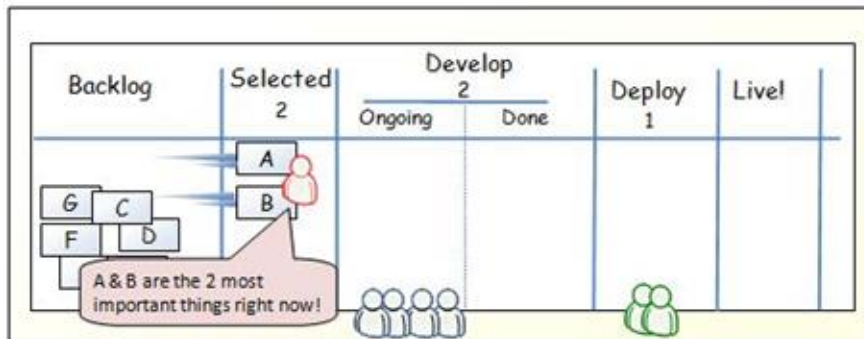 Backlog
Selected
2
Develop
2
Ongoing
Done
Deploy
1
Live!
A
B
G
C
F
D
A & B are the 2 most
important things right now!